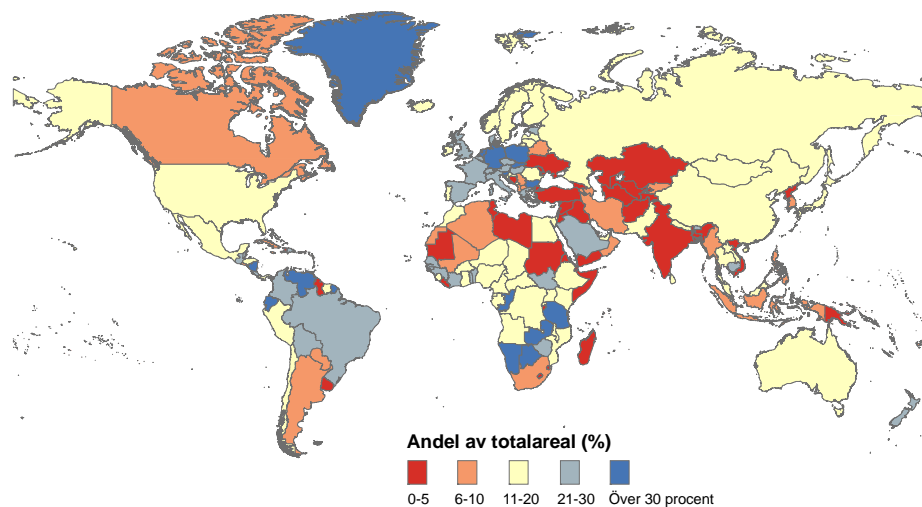 Andel av totalareal (%)
0-5 6-10 11-20 21-30 Över 30 procent